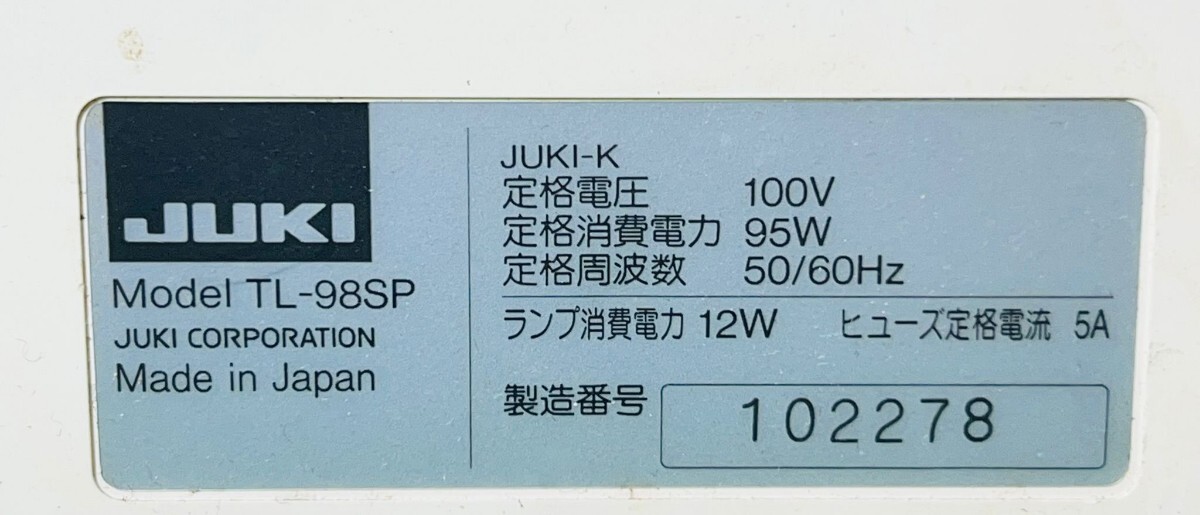 JUKI
Model TL-98SP
JUKI CORPORATION
Made in Japan
JUKI-K
定格電圧 100V
定格消費電力 95W
定格周波数 50/60Hz
ランプ消費電力 12W ヒューズ定格電流 5A
製造番号 102278